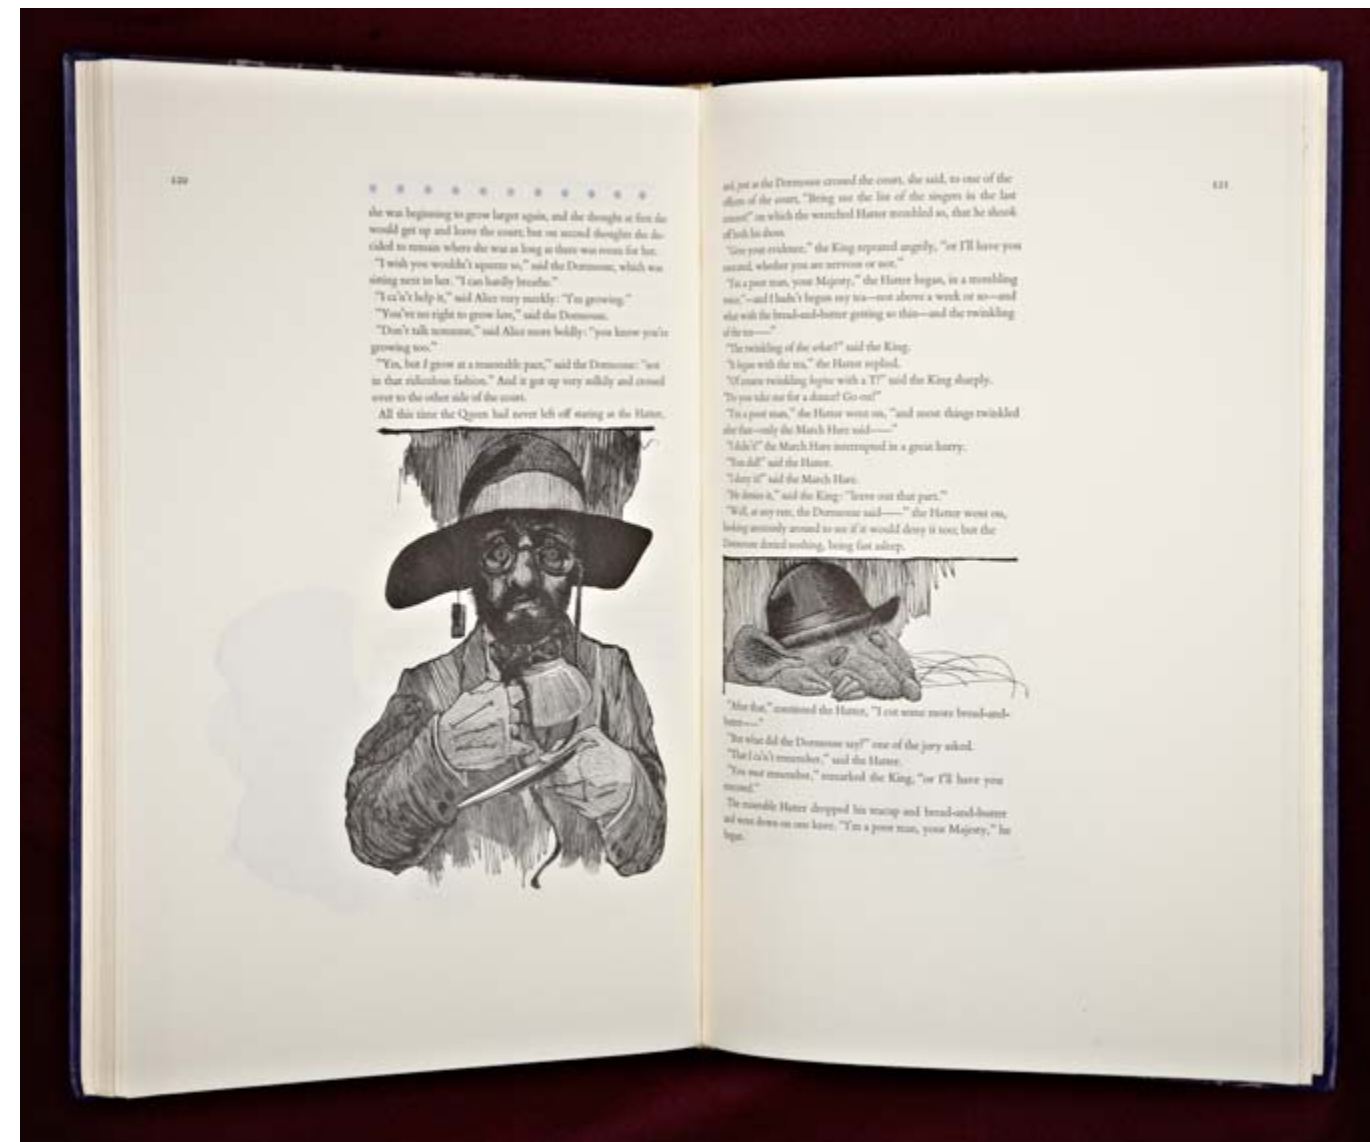 120
she was beginning to grow larger again, and she thought at first she
would get up and leave the court; but on second thoughts she de-
cided to remain where she was as long as there was room for her.
"I wish you wouldn't squeeze so," said the Dormouse, which was
sitting next to her. "I can hardly breathe."
"I ca'n't help it," said Alice very meekly: "I'm growing."
"You've no right to grow here," said the Dormouse.
"Don't talk nonsense," said Alice more boldly: "you know you're
growing too."
"Yes, but I grow at a reasonable pace," said the Dormouse: "not
in that ridiculous fashion." And it got up very sulkily and crossed
over to the other side of the court.
All this time the Queen had never left off staring at the Hatter,
121
and, just as the Dormouse crossed the court, she said, to one of the
officers of the court, "Bring me the list of the singers in the last
concert!" on which the wretched Hatter trembled so, that he shook
off both his shoes.
"Give your evidence," the King repeated angrily, "or I'll have you
executed, whether you are nervous or not."
"I'm a poor man, your Majesty," the Hatter began, in a trembling
voice,"—and I hadn't begun my tea—not above a week or so—and
what with the bread-and-butter getting so thin—and the twinkling
of the tea——"
"The twinkling of the what?" said the King.
"It began with the tea," the Hatter replied.
"Of course twinkling begins with a T!" said the King sharply.
"Do you take me for a dunce? Go on!"
"I'm a poor man," the Hatter went on, "and most things twinkled
after that—only the March Hare said——"
"I didn't!" the March Hare interrupted in a great hurry.
"You did!" said the Hatter.
"I deny it!" said the March Hare.
"He denies it," said the King: "leave out that part."
"Well, at any rate, the Dormouse said——" the Hatter went on,
looking anxiously around to see if it would deny it too; but the
Dormouse denied nothing, being fast asleep.
"After that," continued the Hatter, "I cut some more bread-and-
butter——"
"But what did the Dormouse say?" one of the jury asked.
"That I ca'n't remember," said the Hatter.
"You must remember," remarked the King, "or I'll have you
executed."
The miserable Hatter dropped his teacup and bread-and-butter
and went down on one knee. "I'm a poor man, your Majesty," he
began.